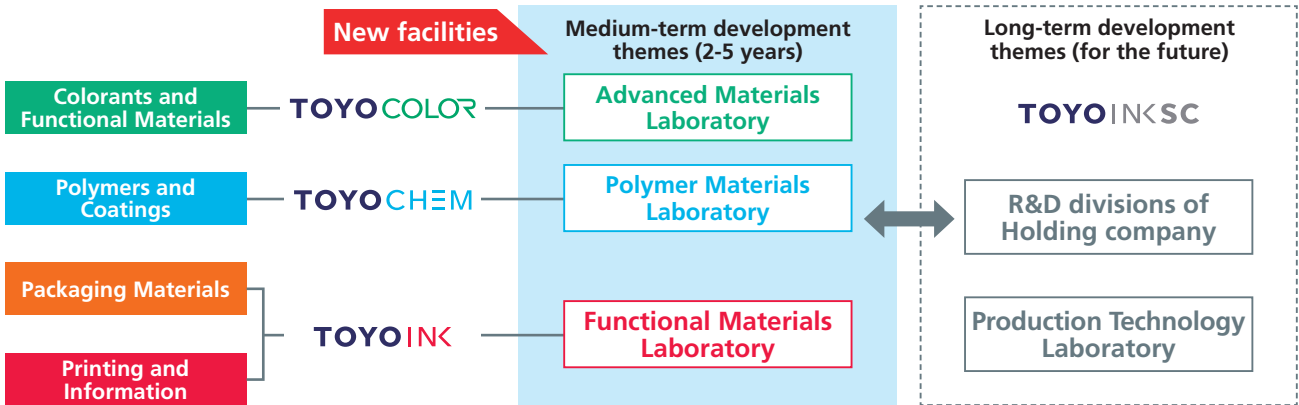 New facilities
Medium-term development
themes (2-5 years)
Long-term development
themes (for the future)
Colorants and
Functional Materials
TOYOCOLOR
Advanced Materials
Laboratory
TOYOINKSC
Polymers and
Coatings
TOYOCHEM
Polymer Materials
Laboratory
R&D divisions of
Holding company
Packaging Materials
Printing and
Information
TOYOINK
Functional Materials
Laboratory
Production Technology
Laboratory